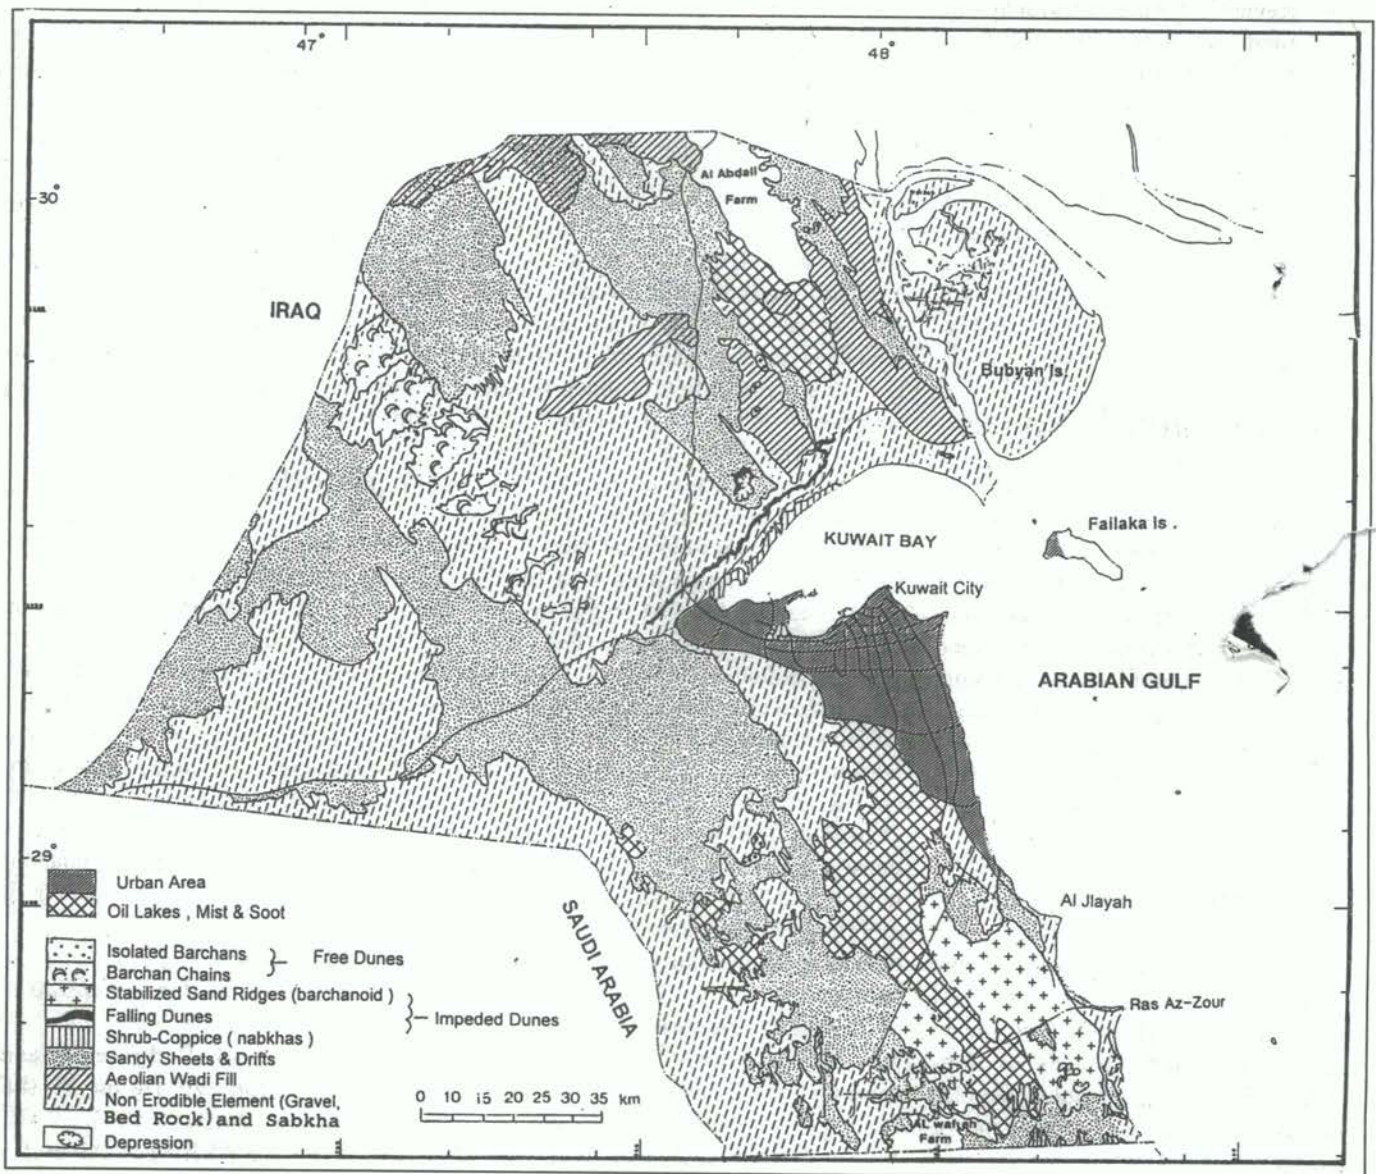 47°
48°
30°
Al Abdali
Farm
IRAQ
Bubyan Is.
KUWAIT BAY
Failaka Is .
Kuwait City
ARABIAN GULF
29°
Urban Area
Oil Lakes , Mist & Soot
SAUDI ARABIA
Al Jlayah
Isolated Barchans
Free Dunes
Barchan Chains
Stabilized Sand Ridges (barchanoid )
Ras Az-Zour
Falling Dunes
Impeded Dunes
Shrub-Coppice ( nabkhas )
Sandy Sheets & Drifts
Aeolian Wadi Fill
Non Erodible Element (Gravel,
Bed Rock) and Sabkha
0 10 15 20 25 30 35 km
Depression
Farm